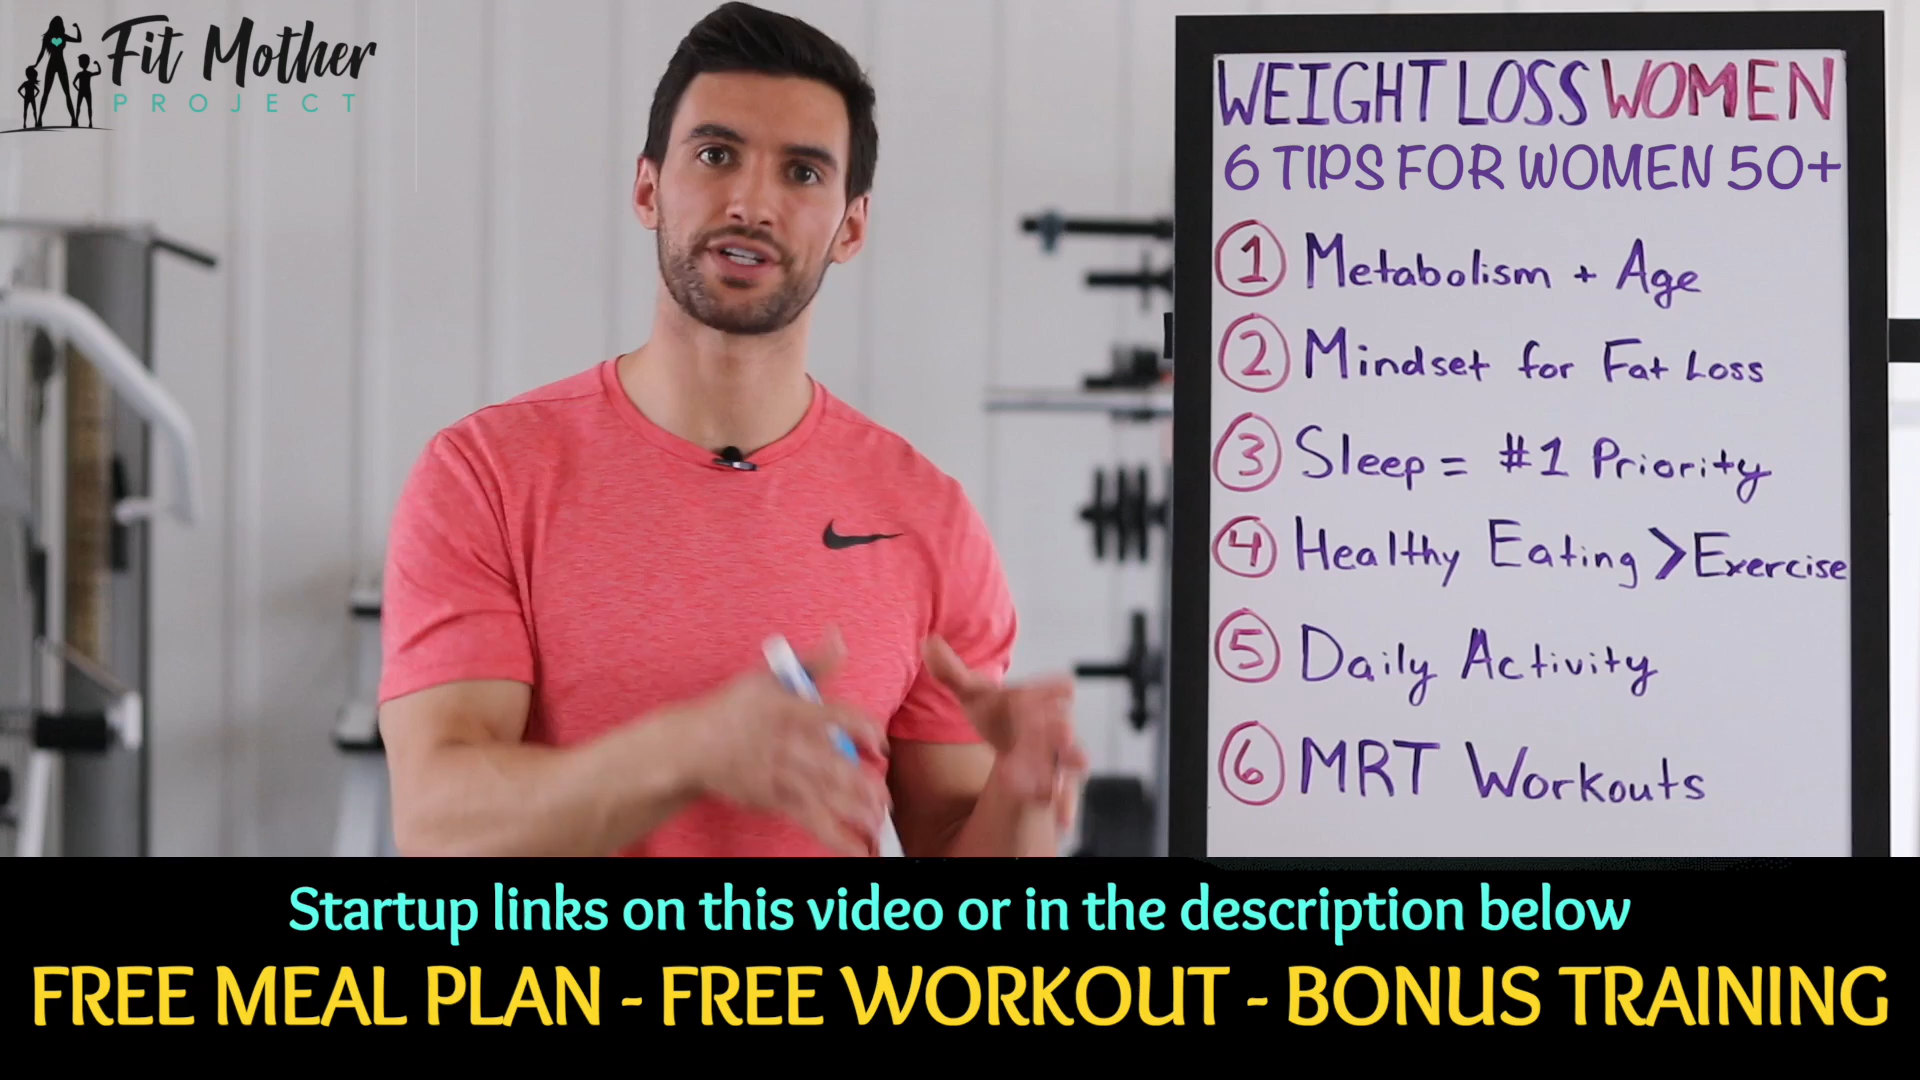 Fit Mother
PROJECT
WEIGHT LOSS WOMEN
6 TIPS FOR WOMEN 50+
1 Metabolism + Age
2 Mindset for Fat Loss
3 Sleep = #1 Priority
4 Healthy Eating > Exercise
5 Daily Activity
6 MRT Workouts
Startup links on this video or in the description below
FREE MEAL PLAN - FREE WORKOUT - BONUS TRAINING